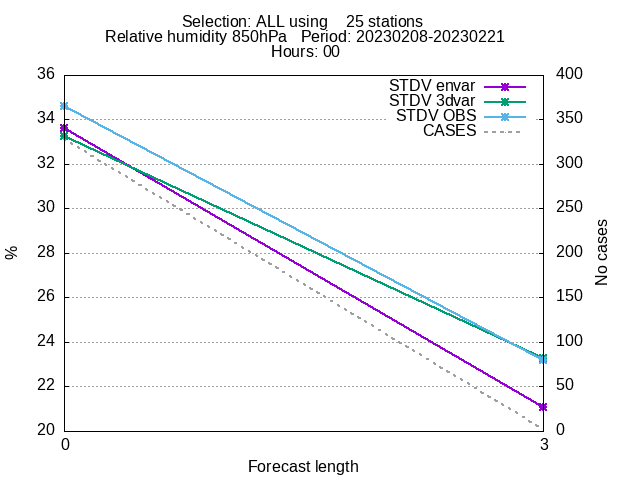 Selection: ALL using    25 stations
Relative humidity 850hPa   Period: 20230208-20230221
Hours: 00
STDV envar
STDV 3dvar
STDV OBS
CASES
36
34
32
30
28
26
24
22
20
%
400
350
300
250
200
150
100
50
0
No cases
0
3
Forecast length